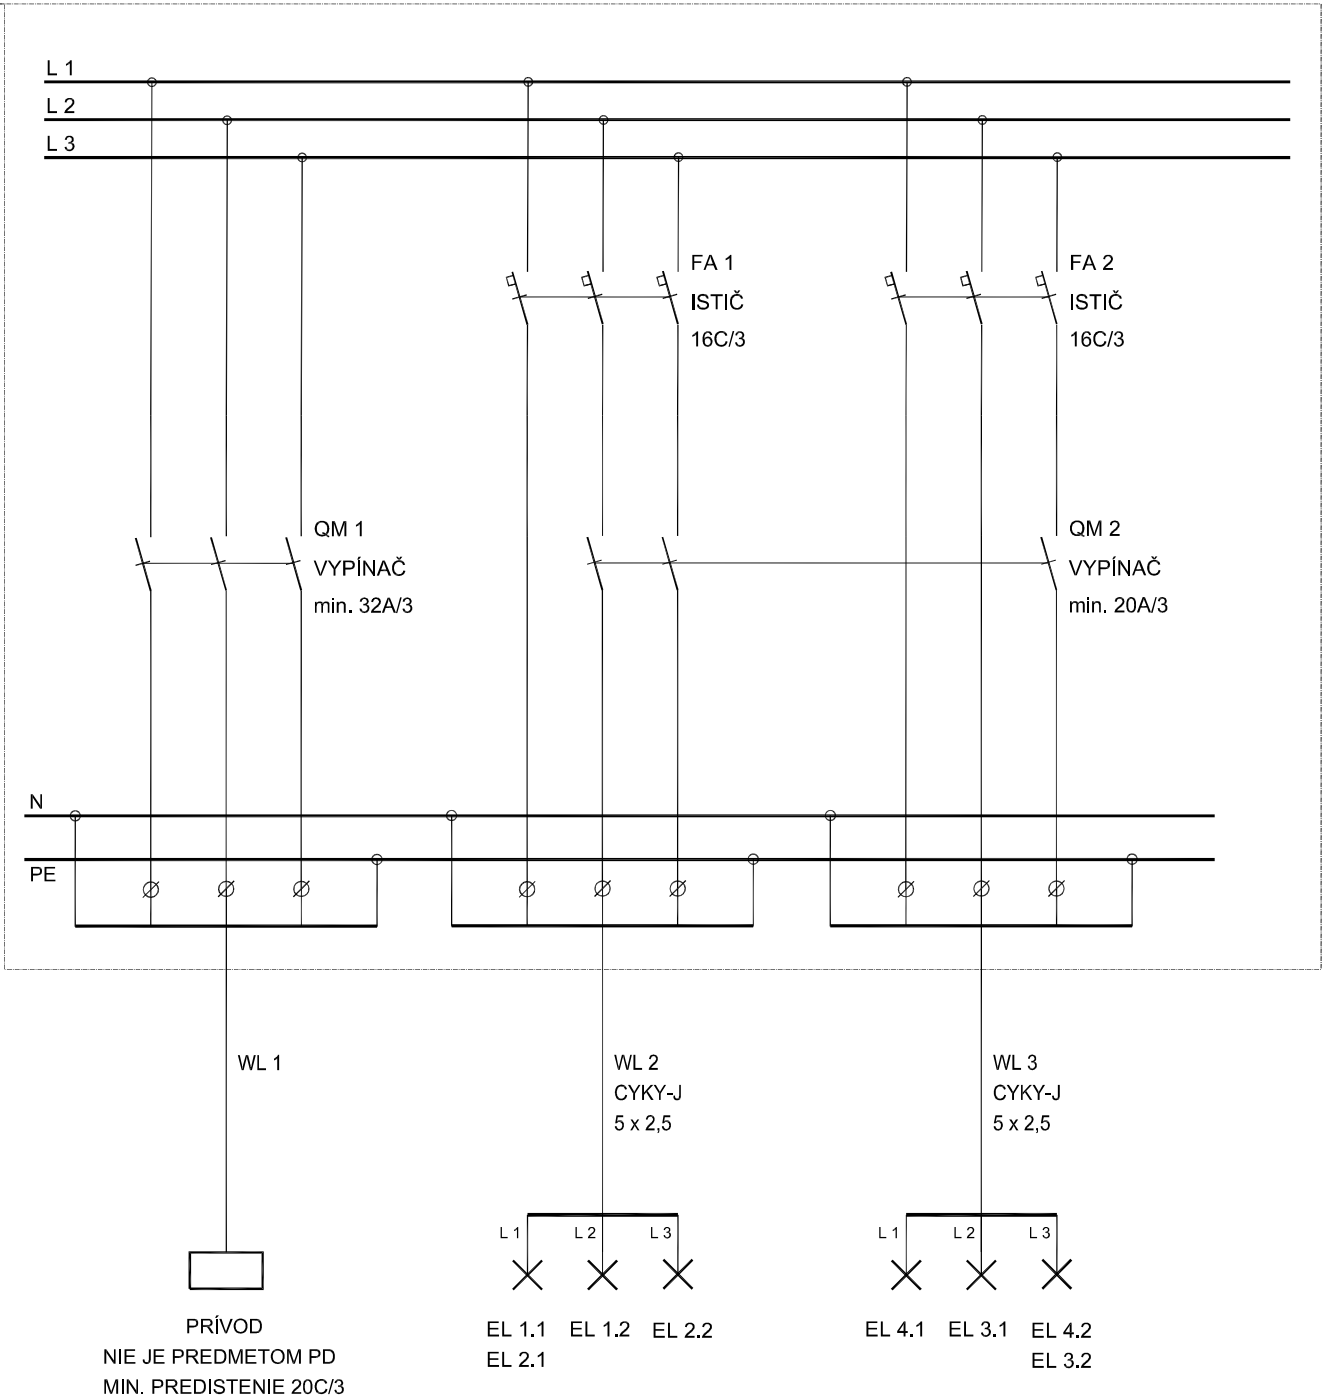 L 1
L 2
L 3
FA 1
ISTIČ
16C/3
FA 2
ISTIČ
16C/3
QM 1
VYPÍNAČ
min. 32A/3
QM 2
VYPÍNAČ
min. 20A/3
N
PE
WL 1
WL 2
CYKY-J
5 x 2,5
WL 3
CYKY-J
5 x 2,5
L 1
L 2
L 3
L 1
L 2
L 3
PRÍVOD
NIE JE PREDMETOM PD
MIN. PREDISTENIE 20C/3
EL 1.1
EL 2.1
EL 1.2
EL 2.2
EL 4.1
EL 3.1
EL 4.2
EL 3.2